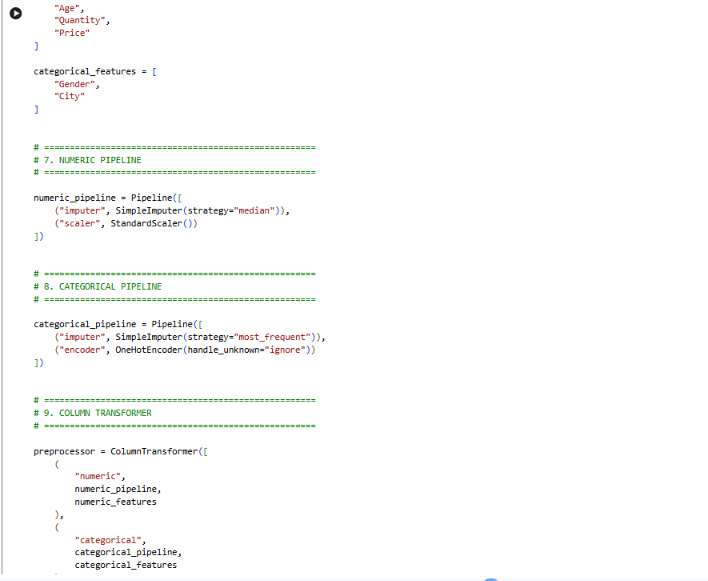 "Age",
    "Quantity",
    "Price"
]
categorical_features = [
    "Gender",
    "City"
]
# =====================================================
# 7. NUMERIC PIPELINE
# =====================================================
numeric_pipeline = Pipeline([
    ("imputer", SimpleImputer(strategy="median")),
    ("scaler", StandardScaler())
])
# =====================================================
# 8. CATEGORICAL PIPELINE
# =====================================================
categorical_pipeline = Pipeline([
    ("imputer", SimpleImputer(strategy="most_frequent")),
    ("encoder", OneHotEncoder(handle_unknown="ignore"))
])
# =====================================================
# 9. COLUMN TRANSFORMER
# =====================================================
preprocessor = ColumnTransformer([
    (
        "numeric",
        numeric_pipeline,
        numeric_features
    ),
    (
        "categorical",
        categorical_pipeline,
        categorical_features